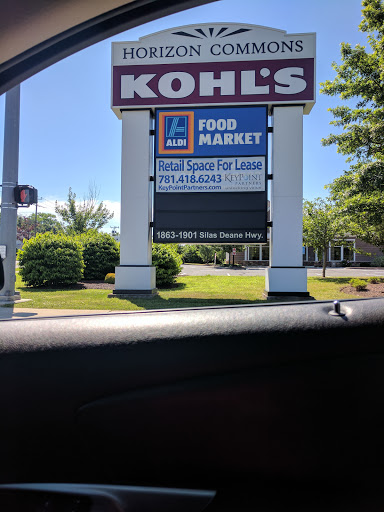 HORIZON COMMONS
KOHL'S
ALDI
FOOD
MARKET
Retail Space For Lease
781.418.6243
KeyPointPartners.com
KEYPOINT
PARTNERS
1863-1901 Silas Deane Hwy.